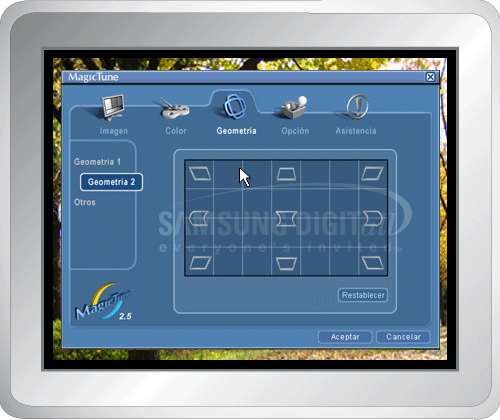 MagicTune
Imagen Color Geometría Opción Asistencia
Geometría 1
Geometría 2
Otros
SAMSUNG DIGITall
everyone's invited™
Restablecer
MagicTune
2.5
Aceptar Cancelar